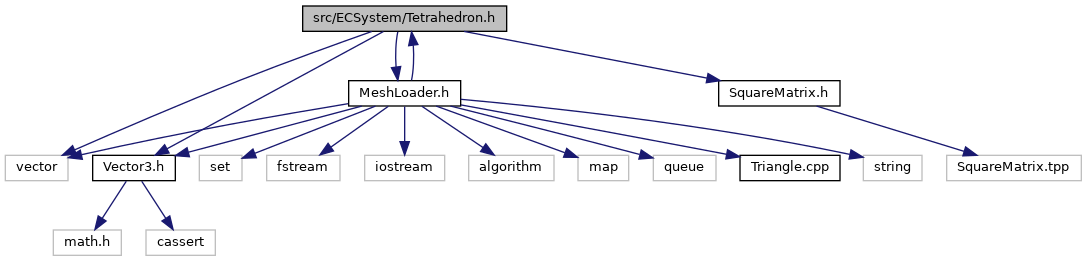 src/ECSystem/Tetrahedron.h
MeshLoader.h
SquareMatrix.h
vector
Vector3.h
set
fstream
iostream
algorithm
map
queue
Triangle.cpp
string
SquareMatrix.tpp
math.h
cassert